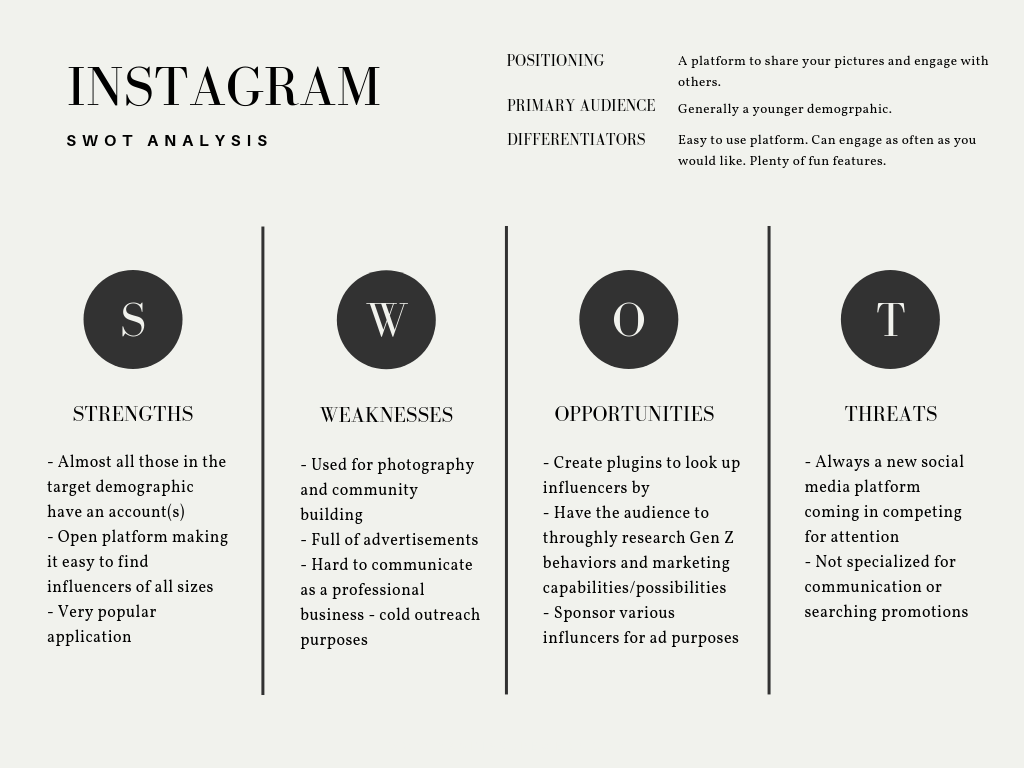 INSTAGRAM
SWOT ANALYSIS
POSITIONING
A platform to share your pictures and engage with
others.
PRIMARY AUDIENCE
Generally a younger demogrpahic.
DIFFERENTIATORS
Easy to use platform. Can engage as often as you
would like. Plenty of fun features.
S
STRENGTHS
- Almost all those in the
target demographic
have an account(s)
- Open platform making
it easy to find
influencers of all sizes
- Very popular
application
W
WEAKNESSES
- Used for photography
and community
building
- Full of advertisements
- Hard to communicate
as a professional
business - cold outreach
purposes
O
OPPORTUNITIES
- Create plugins to look up
influencers by
- Have the audience to
throughly research Gen Z
behaviors and marketing
capabilities/possibilities
- Sponsor various
influncers for ad purposes
T
THREATS
- Always a new social
media platform
coming in competing
for attention
- Not specialized for
communication or
searching promotions